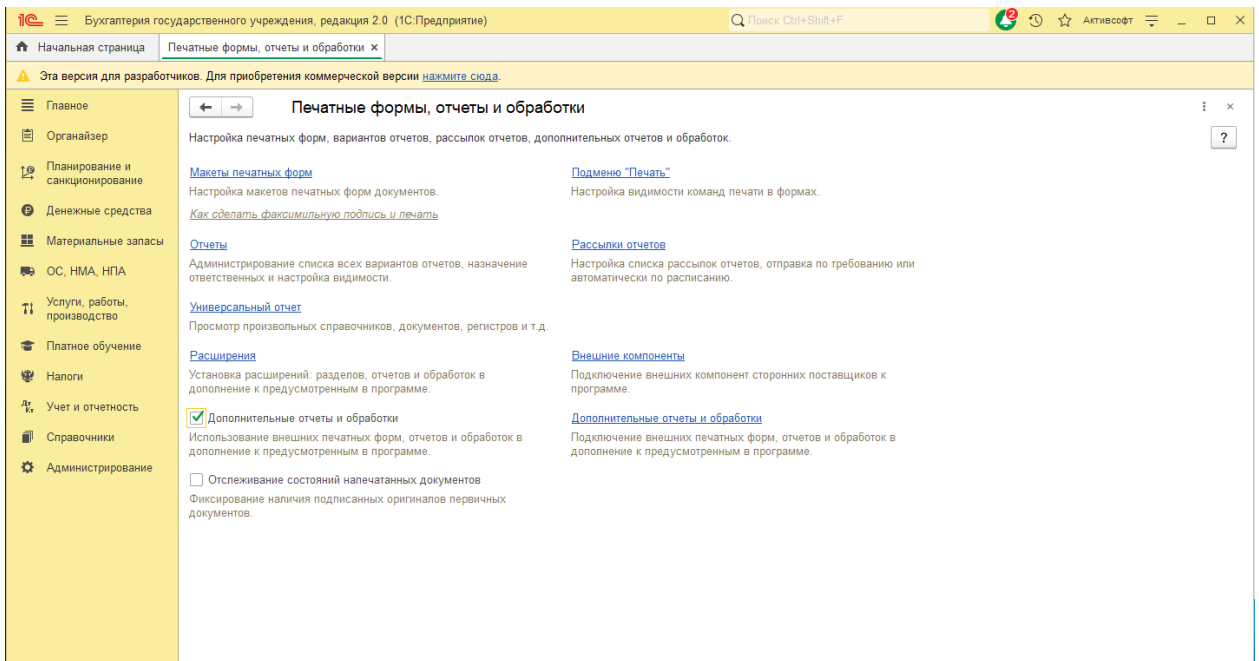 1С Бухгалтерия государственного учреждения, редакция 2.0 (1С:Предприятие) Поиск Ctrl+Shift+F 2 Активсофт
Начальная страница Печатные формы, отчеты и обработки ×
Эта версия для разработчиков. Для приобретения коммерческой версии нажмите сюда.
Главное
Органайзер
Планирование и
санкционирование
Денежные средства
Материальные запасы
ОС, НМА, НПА
Услуги, работы,
производство
Платное обучение
Налоги
Дт Кт Учет и отчетность
Справочники
Администрирование
Печатные формы, отчеты и обработки
Настройка печатных форм, вариантов отчетов, рассылок отчетов, дополнительных отчетов и обработок. ?
Макеты печатных форм
Настройка макетов печатных форм документов.
Как сделать факсимильную подпись и печать
Подменю "Печать"
Настройка видимости команд печати в формах.
Отчеты
Администрирование списка всех вариантов отчетов, назначение
ответственных и настройка видимости.
Рассылки отчетов
Настройка списка рассылок отчетов, отправка по требованию или
автоматически по расписанию.
Универсальный отчет
Просмотр произвольных справочников, документов, регистров и т.д.
Расширения
Установка расширений: разделов, отчетов и обработок в
дополнение к предусмотренным в программе.
Внешние компоненты
Подключение внешних компонент сторонних поставщиков к
программе.
Дополнительные отчеты и обработки
Использование внешних печатных форм, отчетов и обработок в
дополнение к предусмотренным в программе.
Дополнительные отчеты и обработки
Подключение внешних печатных форм, отчетов и обработок в
дополнение к предусмотренным в программе.
Отслеживание состояний напечатанных документов
Фиксирование наличия подписанных оригиналов первичных
документов.